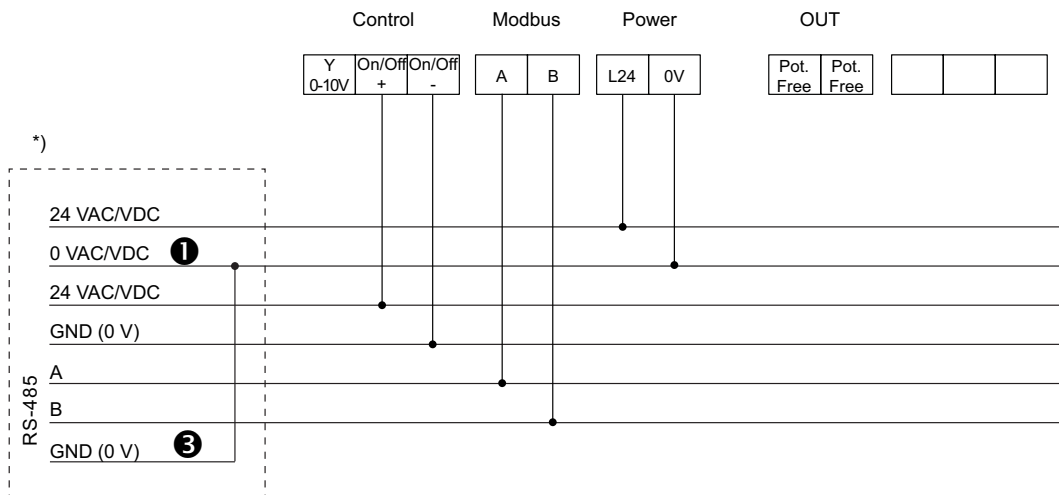 Control Modbus Power OUT
Y On/Off On/Off A B L24 0V Pot. Pot.
0-10V + - Free Free
*)
24 VAC/VDC
0 VAC/VDC ❶
24 VAC/VDC
GND (0 V)
A
B
GND (0 V) ❸
RS-485